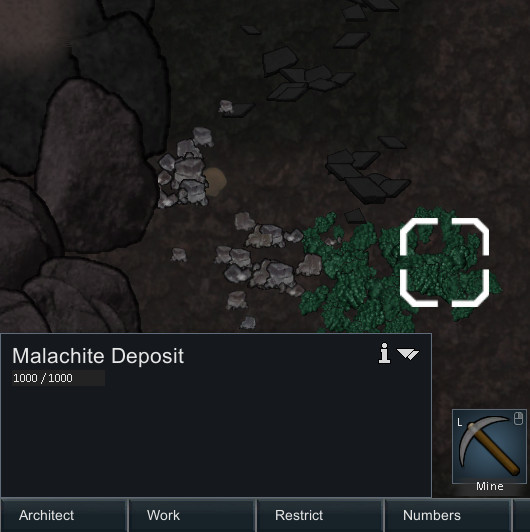 Malachite Deposit
1000 / 1000
L
Mine
Architect
Work
Restrict
Numbers